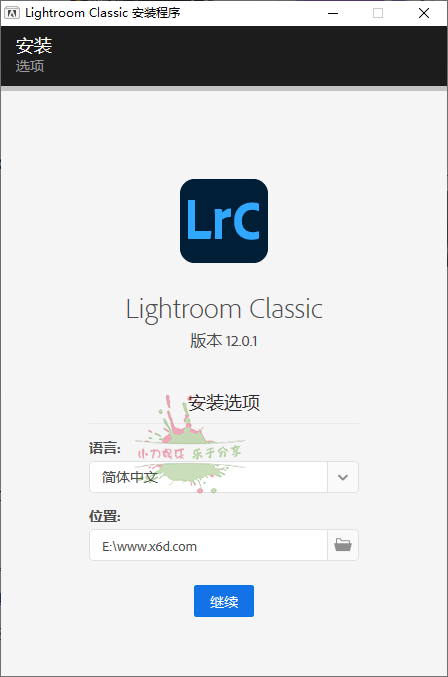 Lightroom Classic 安装程序
安装
选项
LrC
Lightroom Classic
版本 12.0.1
安装选项
语言:
小刀娱乐 乐于分享
简体中文
位置:
E:\www.x6d.com
继续